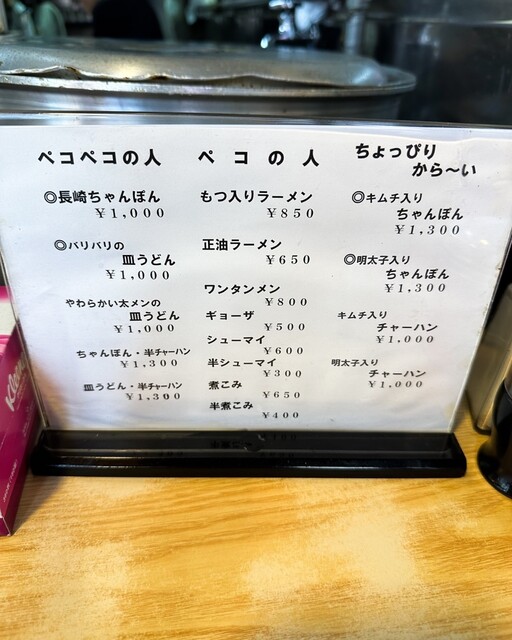 ペコペコの人
◎長崎ちゃんぽん
￥1,000
◎バリバリの
皿うどん
￥1,000
やわらかい太メンの
皿うどん
￥1,000
ちゃんぽん・半チャーハン
￥1,300
皿うどん・半チャーハン
￥1,300
ペコの人
もつ入りラーメン
￥850
正油ラーメン
￥650
ワンタンメン
￥800
ギョーザ
￥500
シューマイ
￥600
半シューマイ
￥300
煮こみ
￥650
半煮こみ
￥400
ちょっぴり
から〜い
◎キムチ入り
ちゃんぽん
￥1,300
◎明太子入り
ちゃんぽん
￥1,300
キムチ入り
チャーハン
￥1,000
明太子入り
チャーハン
￥1,000